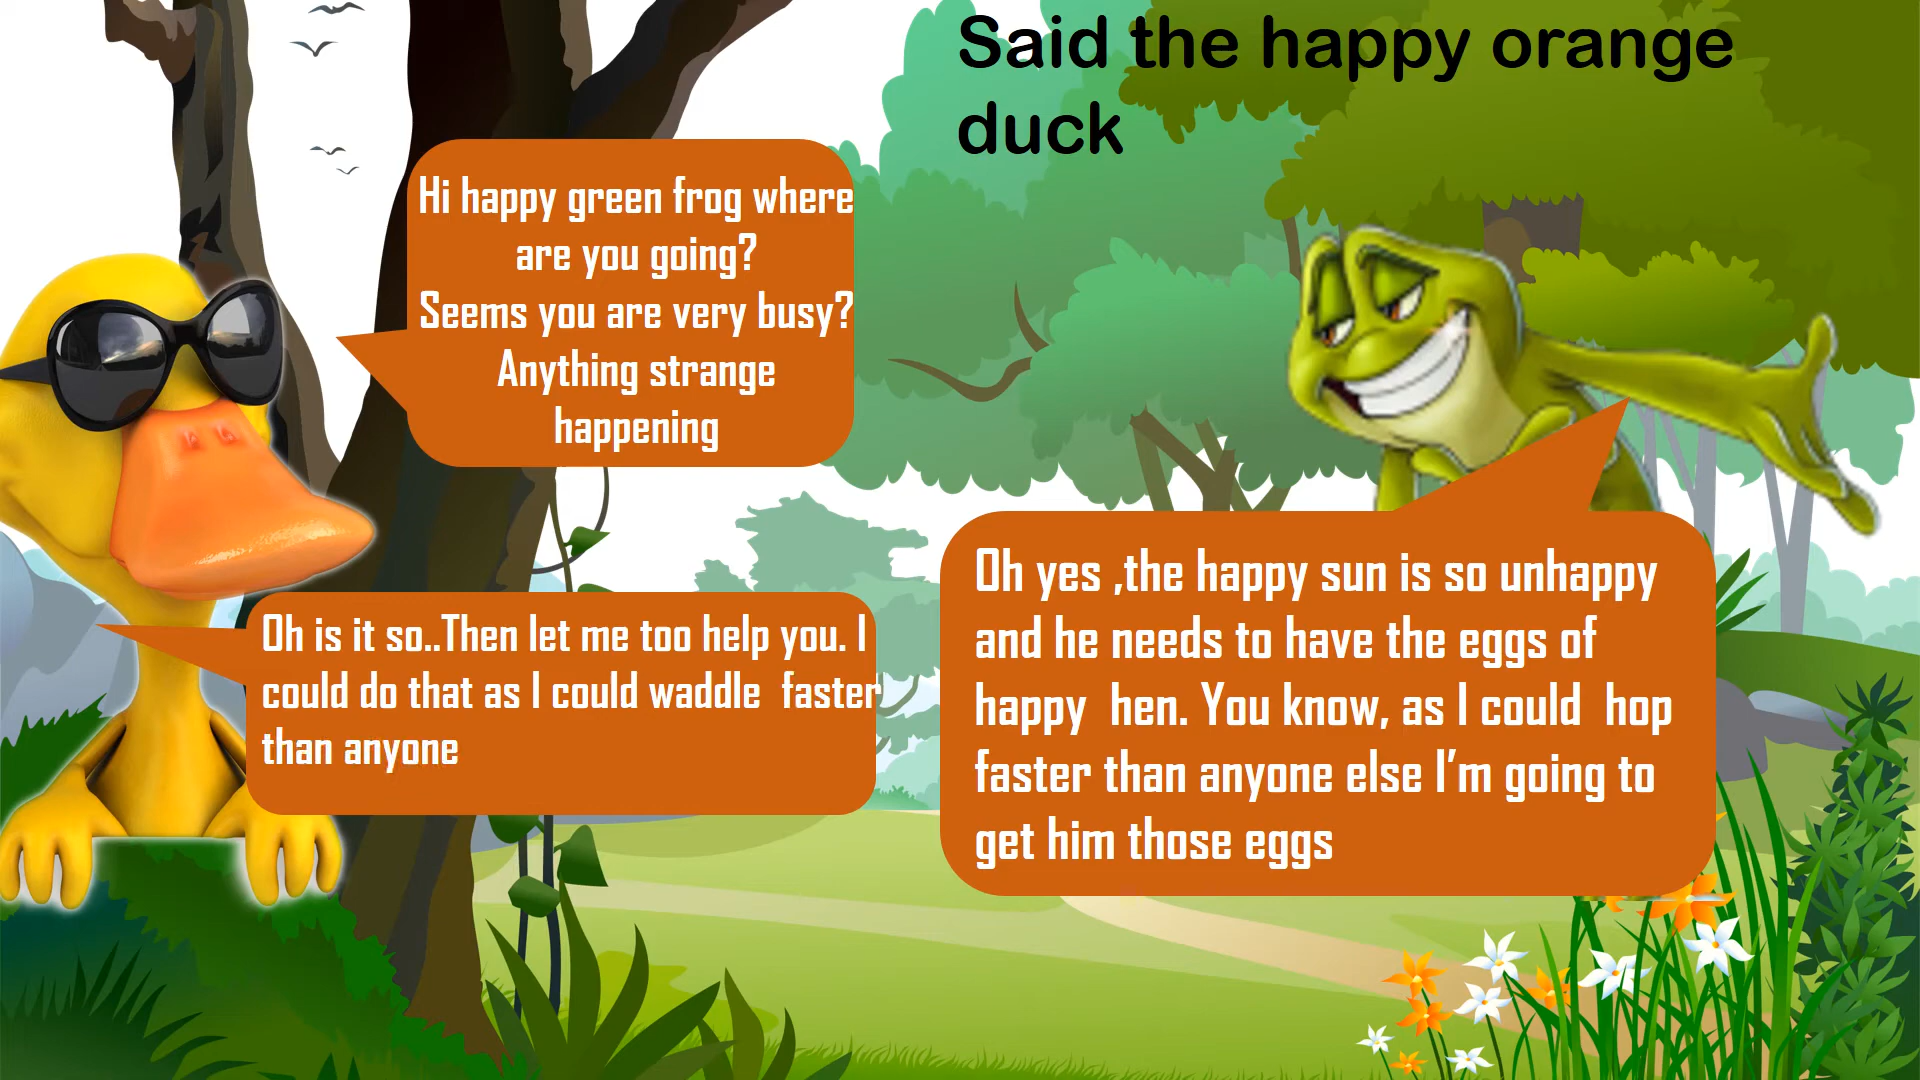 Said the happy orange
duck
Hi happy green frog where
are you going?
Seems you are very busy?
Anything strange
happening
Oh yes ,the happy sun is so unhappy
and he needs to have the eggs of
happy  hen. You know, as I could  hop
faster than anyone else I’m going to
get him those eggs
Oh is it so..Then let me too help you. I
could do that as I could waddle  faster
than anyone